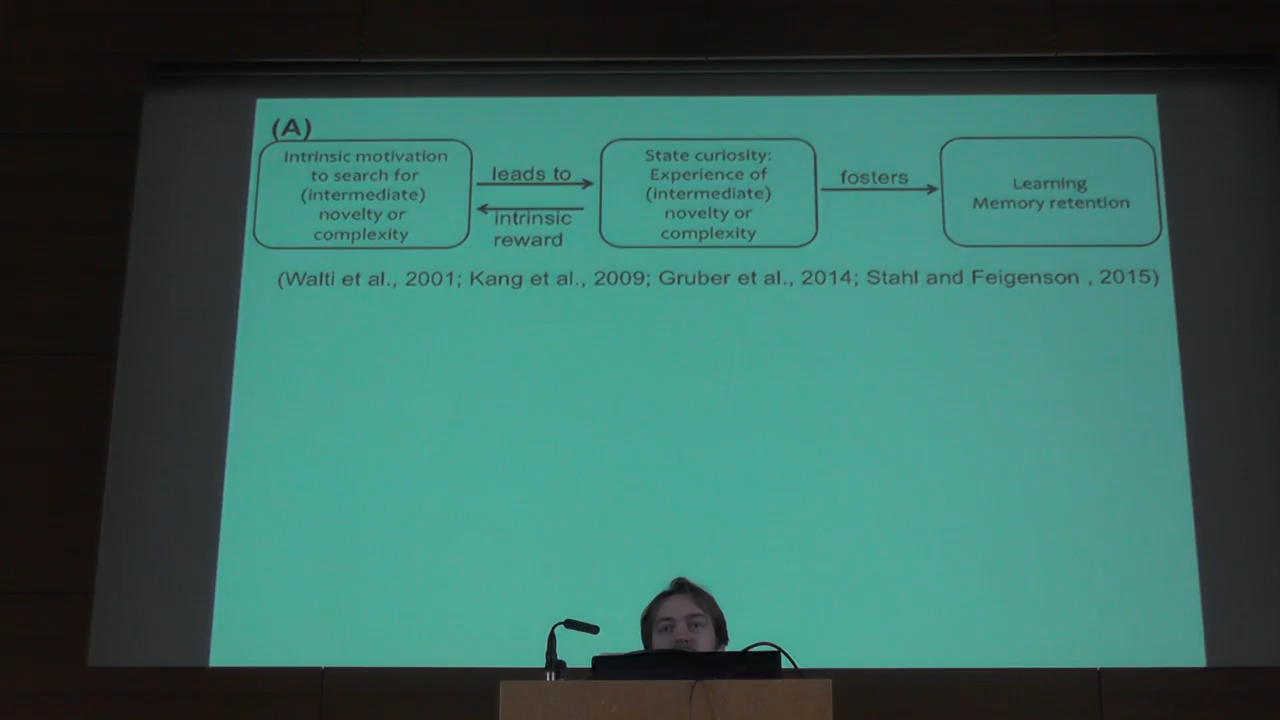 (A)
Intrinsic motivation
to search for
(intermediate)
novelty or
complexity
leads to
intrinsic
reward
State curiosity:
Experience of
(intermediate)
novelty or
complexity
fosters
Learning
Memory retention
(Walti et al., 2001; Kang et al., 2009; Gruber et al., 2014; Stahl and Feigenson , 2015)